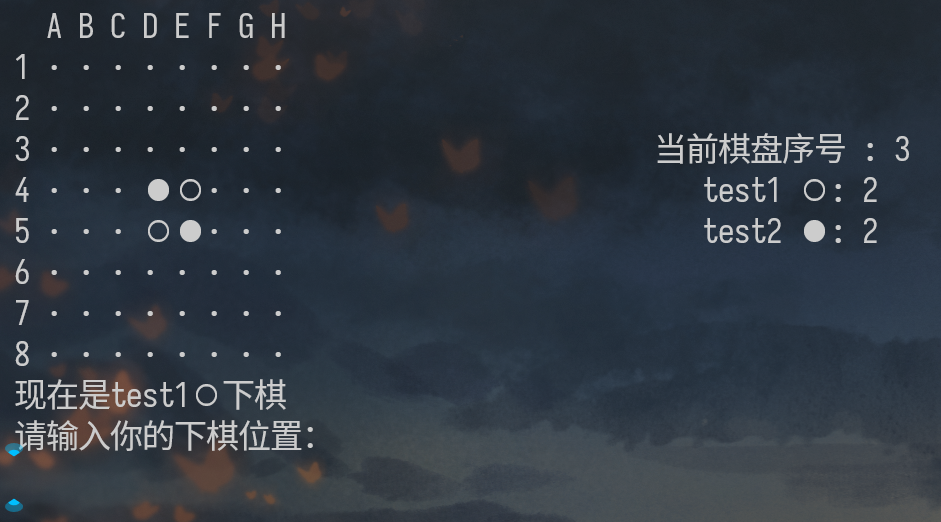 A B C D E F G H
1 · · · · · · · ·
2 · · · · · · · ·
3 · · · · · · · ·
4 · · · ● ○ · · ·
5 · · · ○ ● · · ·
6 · · · · · · · ·
7 · · · · · · · ·
8 · · · · · · · ·
现在是test1○下棋
请输入你的下棋位置:
当前棋盘序号 : 3
test1 ○: 2
test2 ●: 2